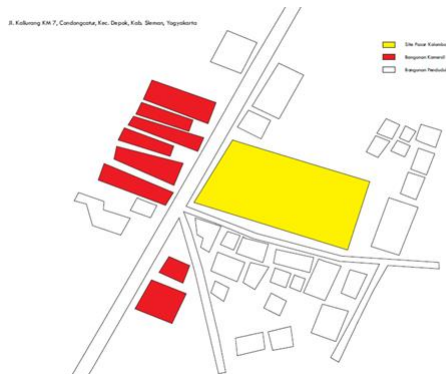 Jl. Kaliurang KM 7, Condongcatur, Kec. Depok, Kab. Sleman, Yogyakarta
Site Pasar Kolombo
Bangunan Komersil
Bangunan Penduduk